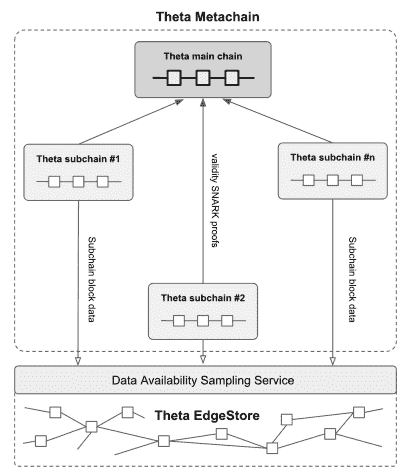 Theta Metachain
Theta main chain
Theta subchain #1
Theta subchain #n
validity SNARK proofs
Subchain block data
Subchain block data
Theta subchain #2
Data Availability Sampling Service
Theta EdgeStore